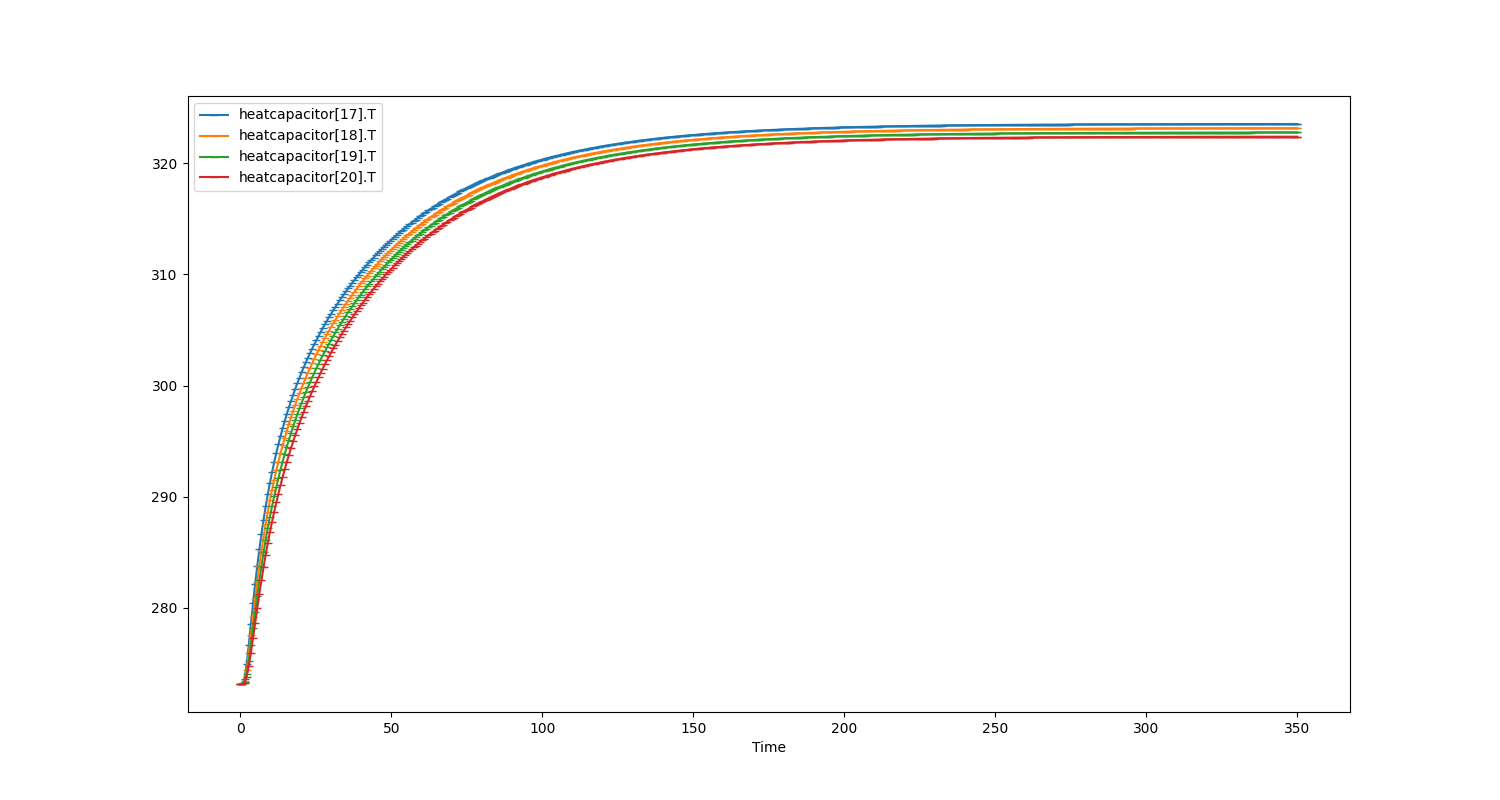 heatcapacitor[17].T
heatcapacitor[18].T
heatcapacitor[19].T
heatcapacitor[20].T
320
310
300
290
280
0 50 100 150 200 250 300 350
Time